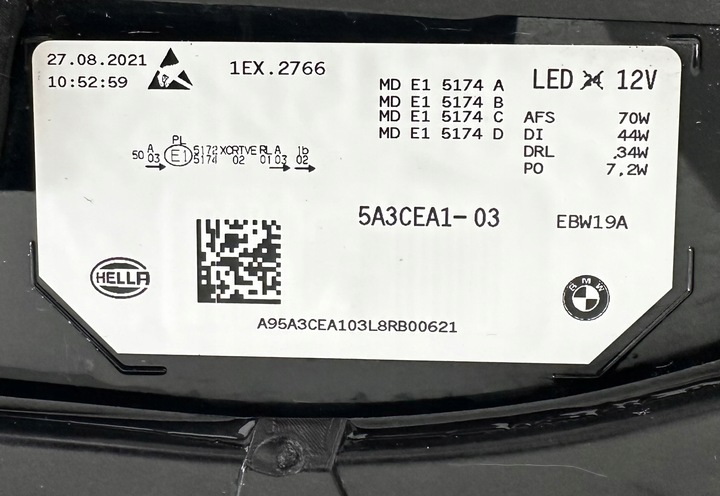 27.08.2021
10:52:59
1EX.2766
MD E1 5174 A
MD E1 5174 B
MD E1 5174 C
MD E1 5174 D
LED 24 12V
AFS 70W
DI 44W
DRL 34W
PO 7,2W
PL
50 A 03 E1 5172 5174 XCRTVE 02 RL 01 A 03 1b 02
5A3CEA1-03
EBW19A
HELLA
BMW
A95A3CEA103L8RB00621